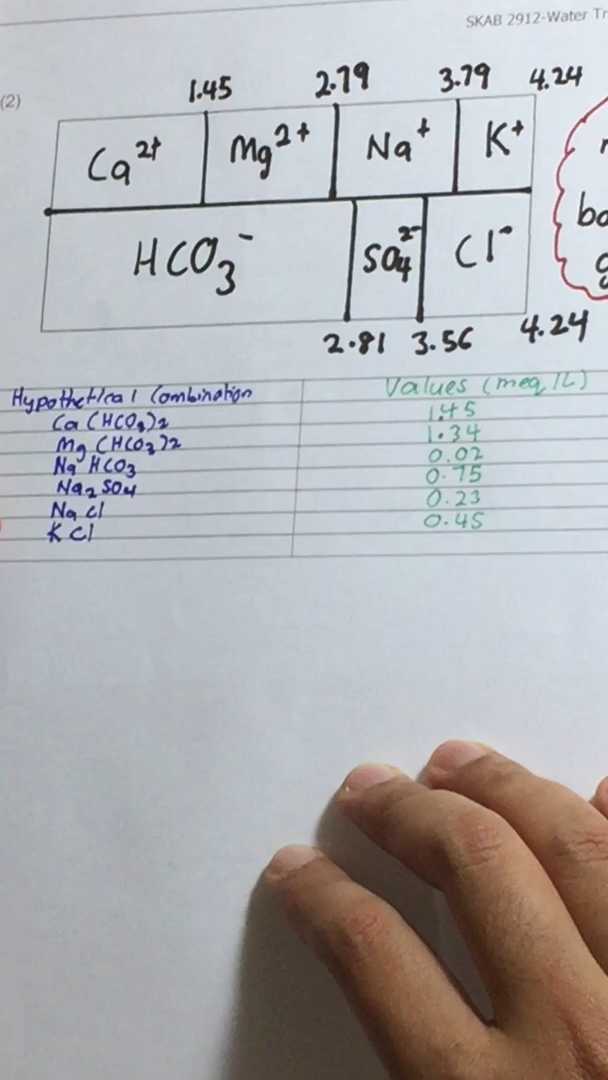 SKAB 2912-Water Tr
(2)
1.45 2.79 3.79 4.24
Ca2+ Mg2+ Na+ K+
HCO3- SO42- Cl-
2.81 3.56 4.24
bo
Hypothetical Combination Values (meq/L)
Ca(HCO3)2 1.45
Mg(HCO3)2 1.34
NaHCO3 0.02
Na2SO4 0.75
NaCl 0.23
KCl 0.45